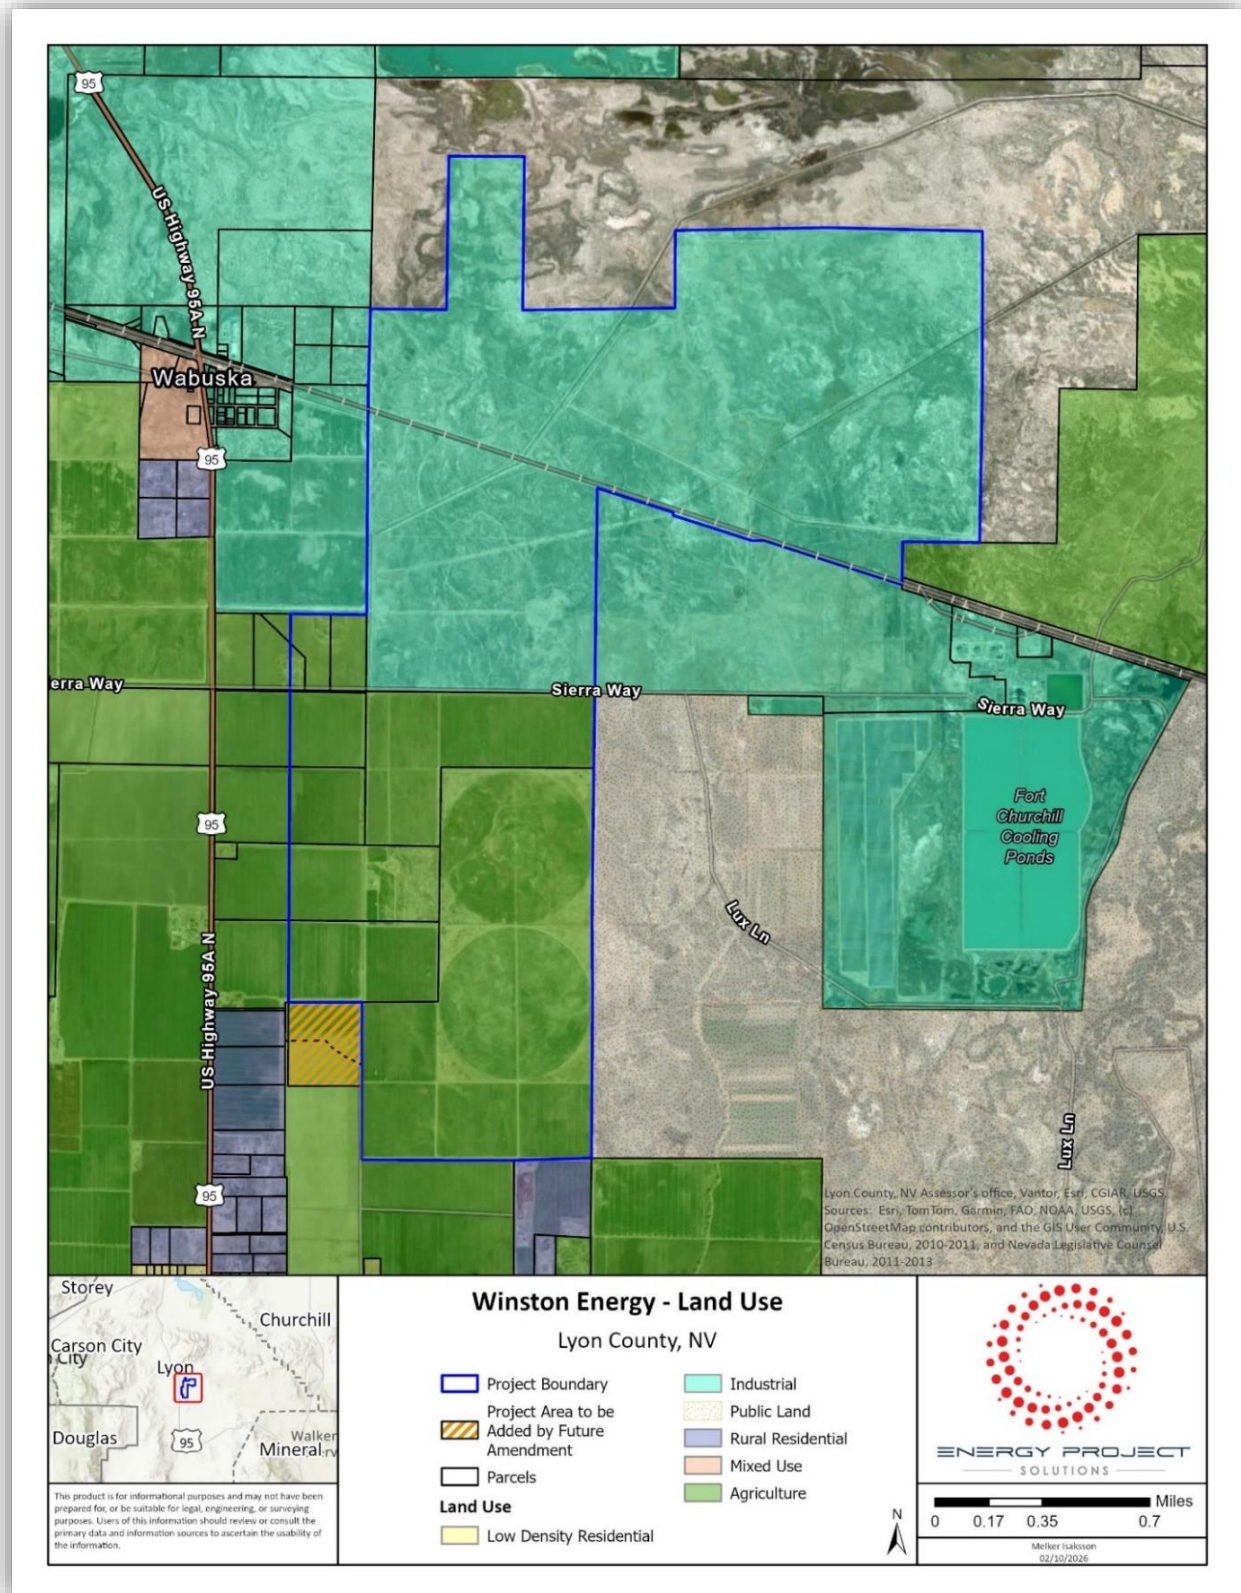 95
US Highway 95A N
Wabuska
95
erra Way
Sierra Way
Sierra Way
Fort
Churchill
Cooling
Ponds
95
Lux Ln
US Highway 95A N
Lux Ln
95
Lyon County, NV Assessor's office, Vantor, Esri, CGIAR, USGS
Sources: Esri, TomTom, Garmin, FAO, NOAA, USGS, (c)
OpenStreetMap contributors, and the GIS User Community, U.S.
Census Bureau, 2010-2011, and Nevada Legislative Counsel
Bureau, 2011-2013
Storey
Churchill
Carson City
City
Lyon
Douglas
95
Walker
Mineral
This product is for informational purposes and may not have been
prepared for, or be suitable for legal, engineering, or surveying
purposes. Users of this information should review or consult the
primary data and information sources to ascertain the usability of
the information.
Winston Energy - Land Use
Lyon County, NV
Project Boundary
Project Area to be
Added by Future
Amendment
Parcels
Land Use
Low Density Residential
Industrial
Public Land
Rural Residential
Mixed Use
Agriculture
N
ENERGY PROJECT
SOLUTIONS
Miles
0 0.17 0.35 0.7
Melker Isaksson
02/10/2026